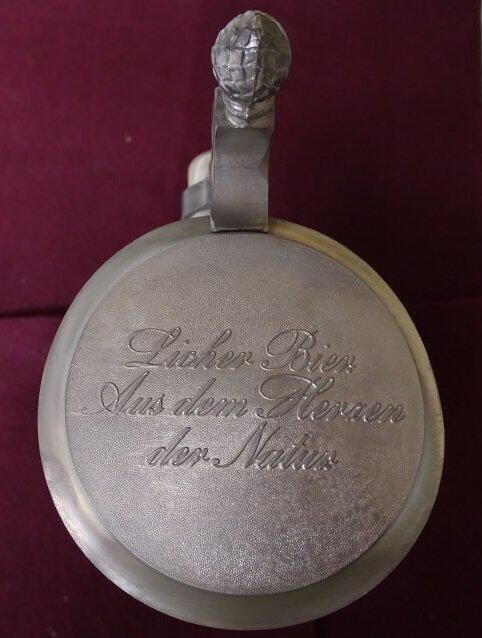 Licher Bier
Aus dem Herzen
der Natur